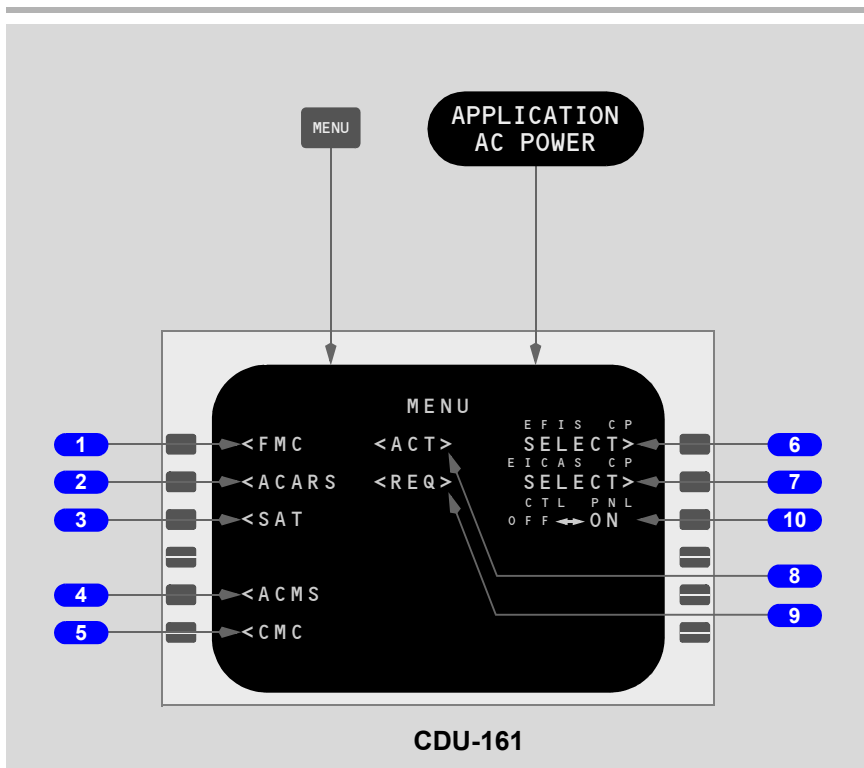 MENU
APPLICATION
AC POWER
MENU
EFIS CP
1 <FMC <ACT> SELECT> 6
EICAS CP
2 <ACARS <REQ> SELECT> 7
CTL PNL
3 <SAT OFF↔ON 10
8
4 <ACMS
9
5 <CMC
CDU-161